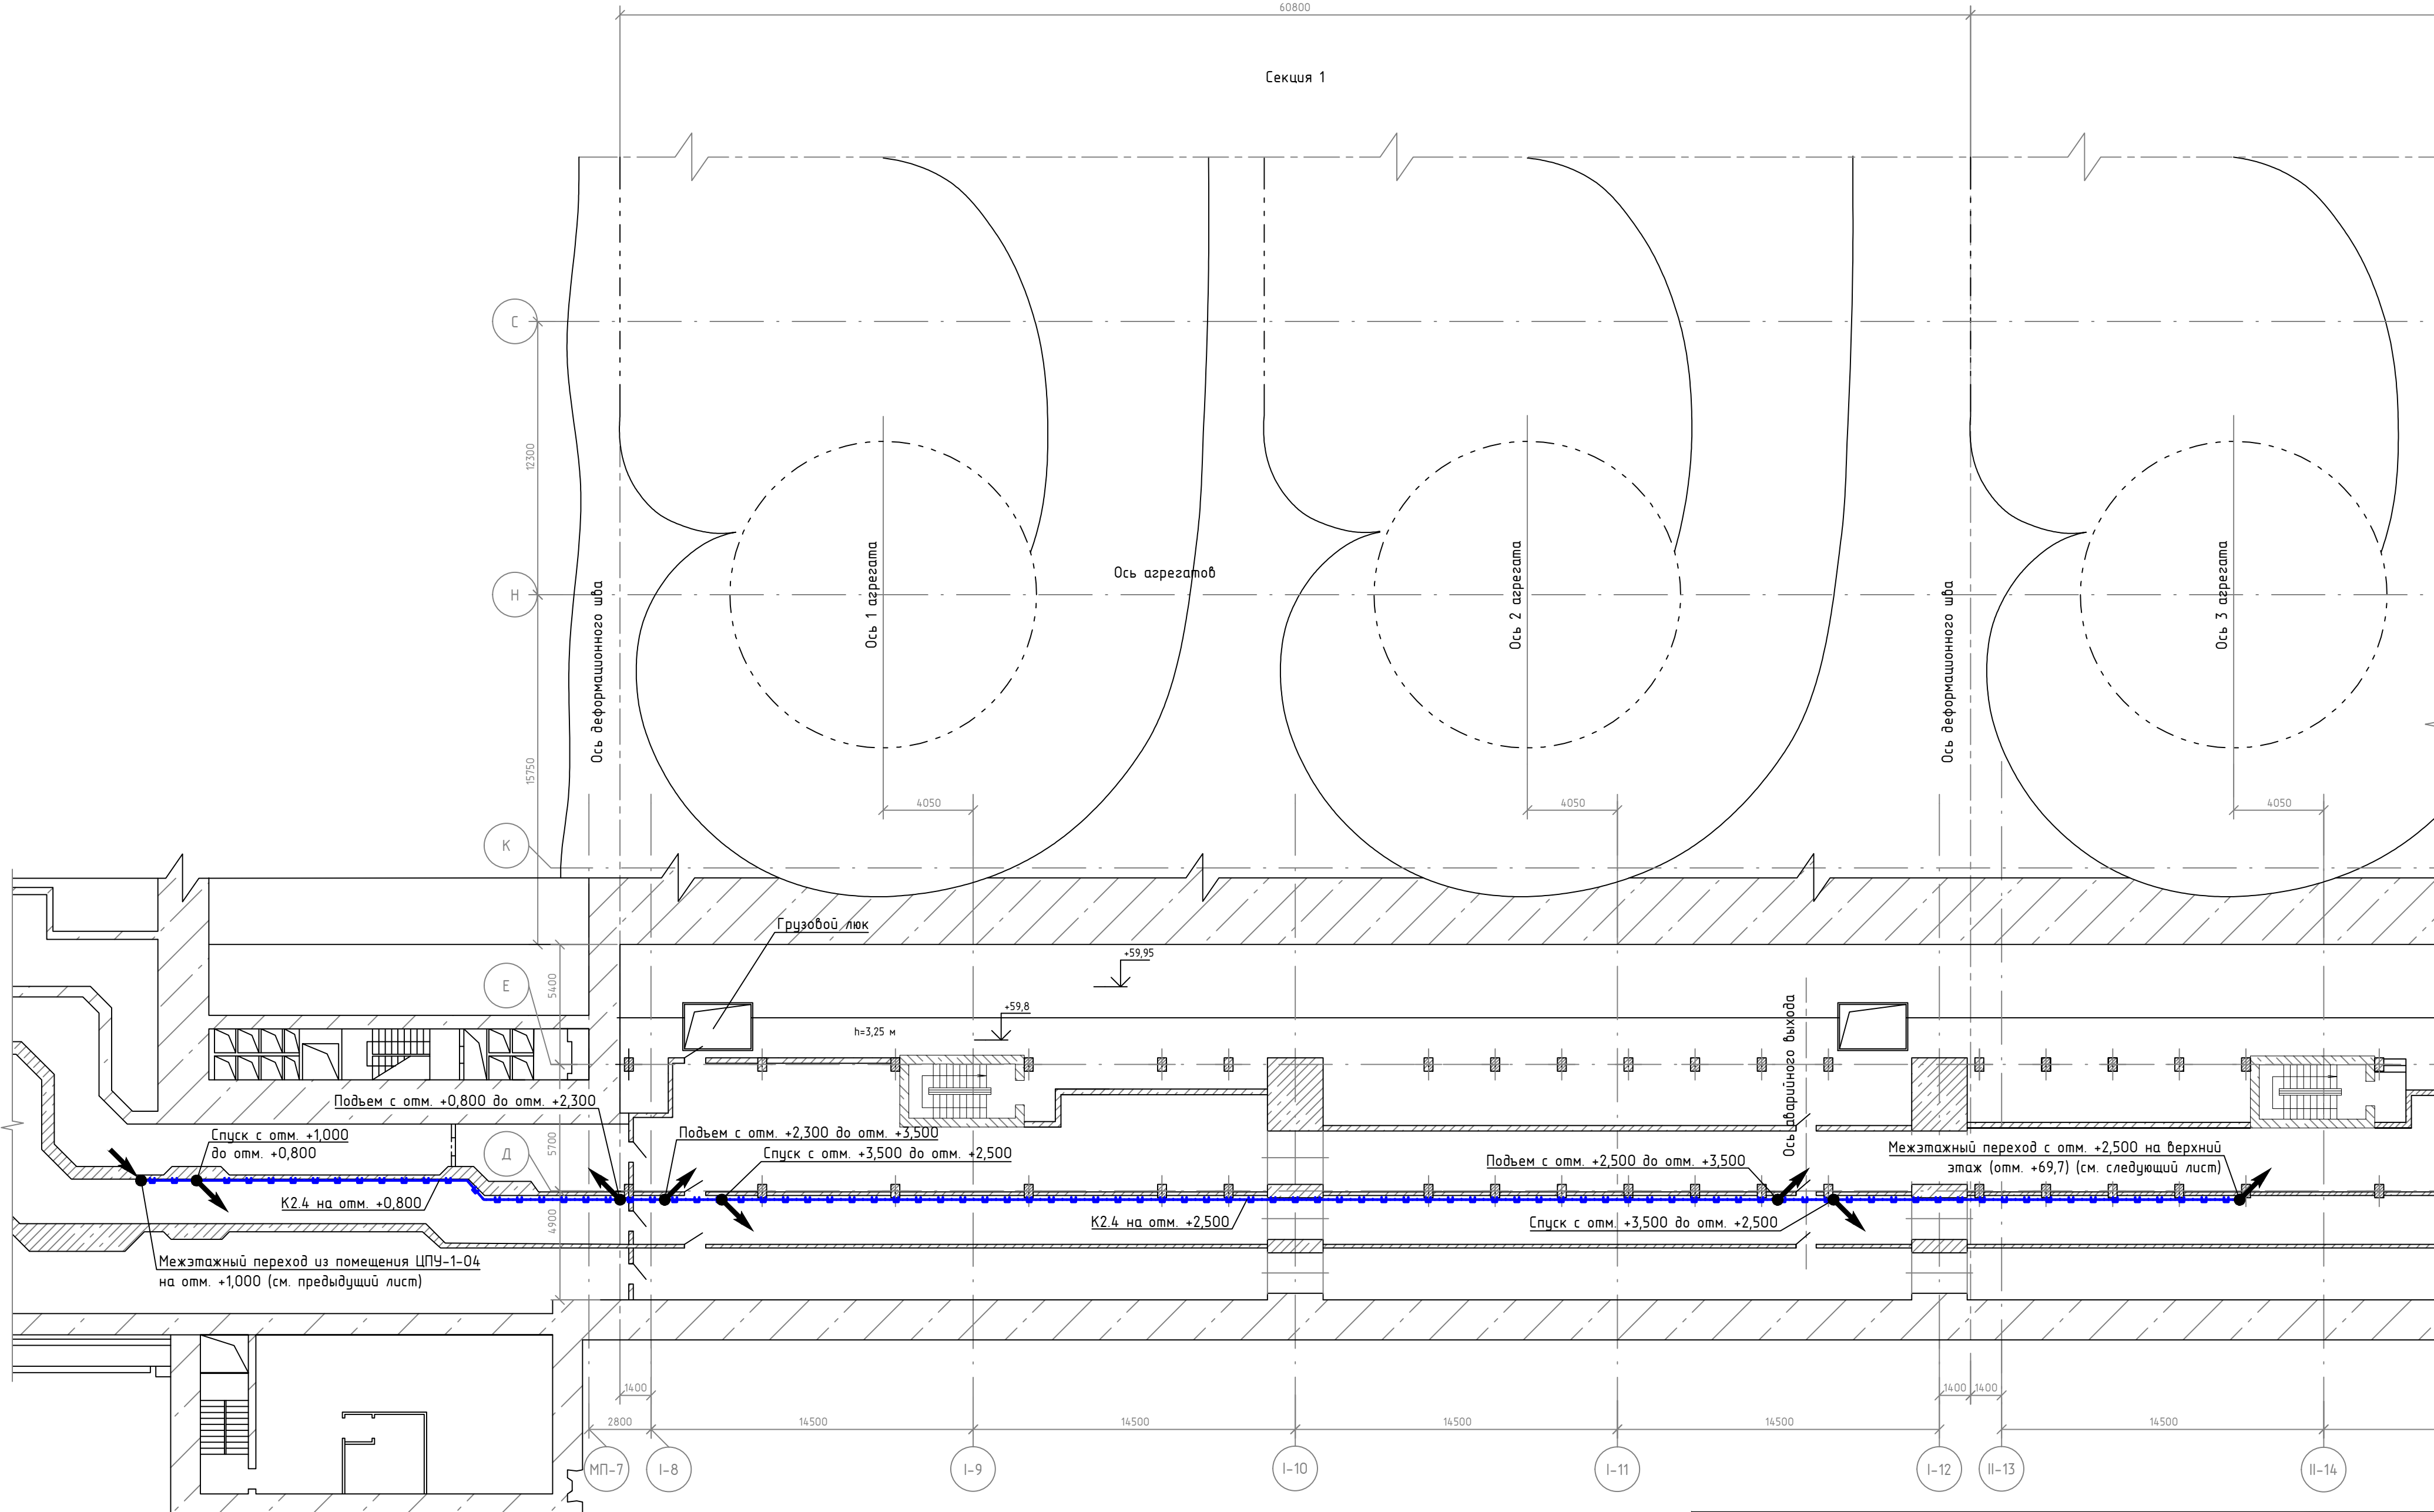 60800
Секция 1
С
12300
Н
Ось деформационного шва
Ось 1 агрегата
Ось агрегатов
Ось 2 агрегата
Ось деформационного шва
Ось 3 агрегата
15750
4050
4050
4050
К
Грузовой люк
+59,95
Е
5400
+59,8
h=3,25 м
Ось аварийного выхода
Подъем с отм. +0,800 до отм. +2,300
Спуск с отм. +1,000
до отм. +0,800
Д
5700
Подъем с отм. +2,300 до отм. +3,500
Спуск с отм. +3,500 до отм. +2,500
Подъем с отм. +2,500 до отм. +3,500
Межэтажный переход с отм. +2,500 на верхний
этаж (отм. +69,7) (см. следующий лист)
К2.4 на отм. +0,800
4900
К2.4 на отм. +2,500
Спуск с отм. +3,500 до отм. +2,500
Межэтажный переход из помещения ЦПУ-1-04
на отм. +1,000 (см. предыдущий лист)
1400
1400
1400
2800
14500
14500
14500
14500
14500
МП-7
I-8
I-9
I-10
I-11
I-12
II-13
II-14